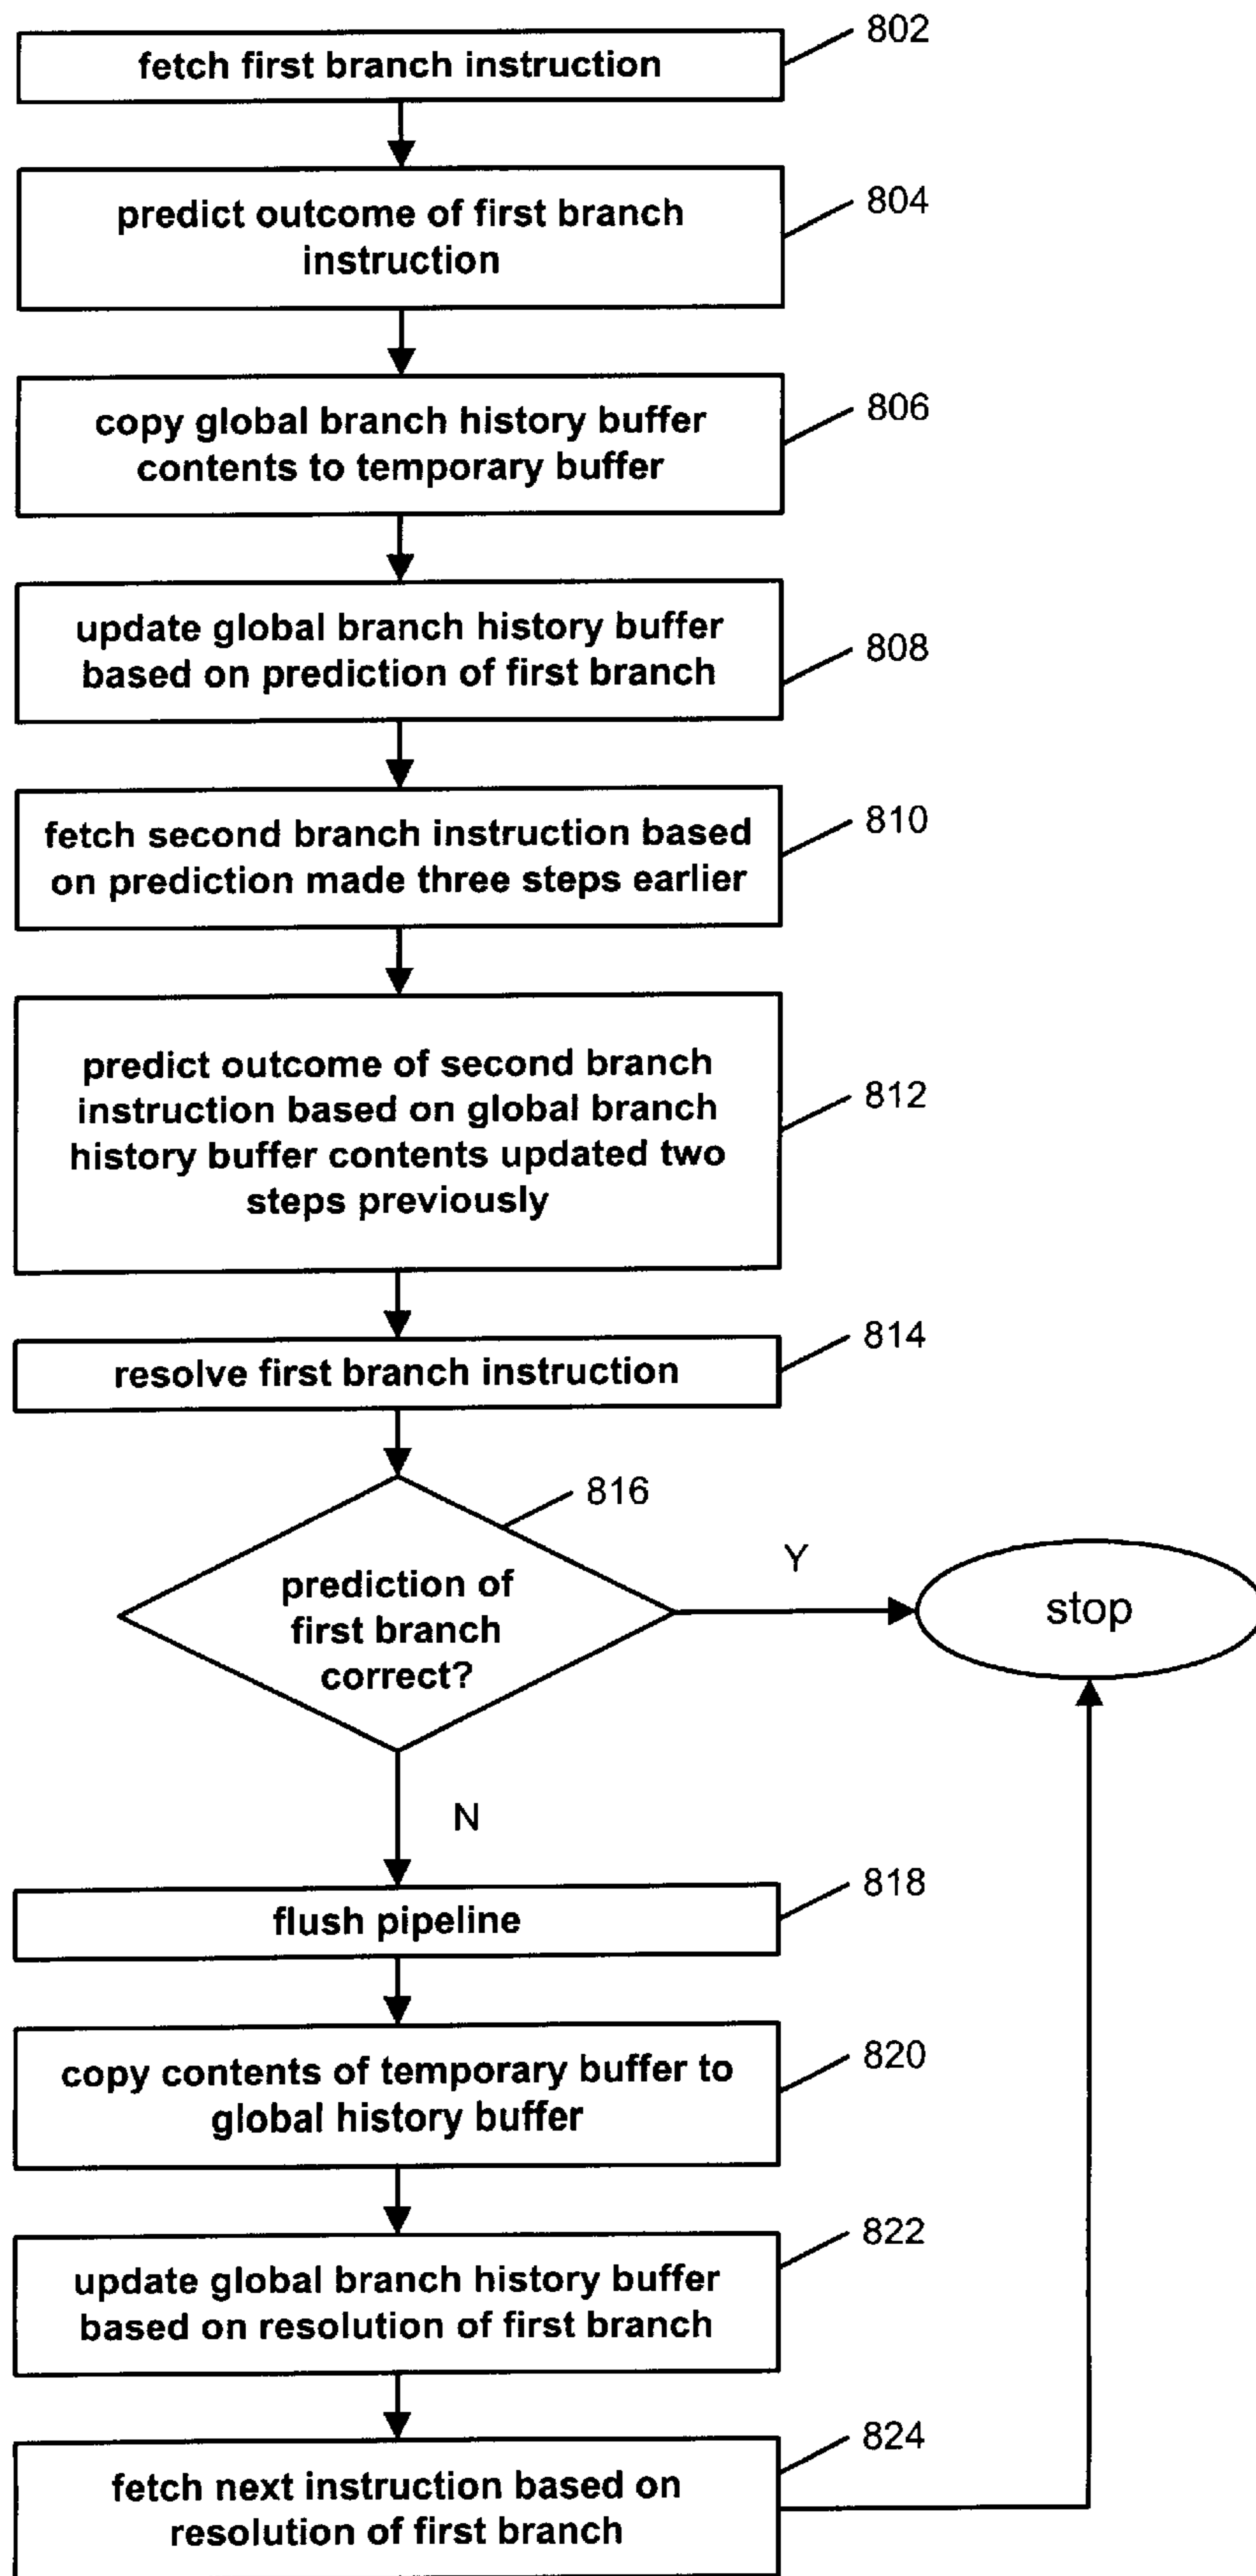 802
fetch first branch instruction
804
predict outcome of first branch
instruction
806
copy global branch history buffer
contents to temporary buffer
808
update global branch history buffer
based on prediction of first branch
810
fetch second branch instruction based
on prediction made three steps earlier
812
predict outcome of second branch
instruction based on global branch
history buffer contents updated two
steps previously
814
resolve first branch instruction
816
prediction of
first branch
correct?
Y
stop
N
818
flush pipeline
820
copy contents of temporary buffer to
global history buffer
822
update global branch history buffer
based on resolution of first branch
824
fetch next instruction based on
resolution of first branch